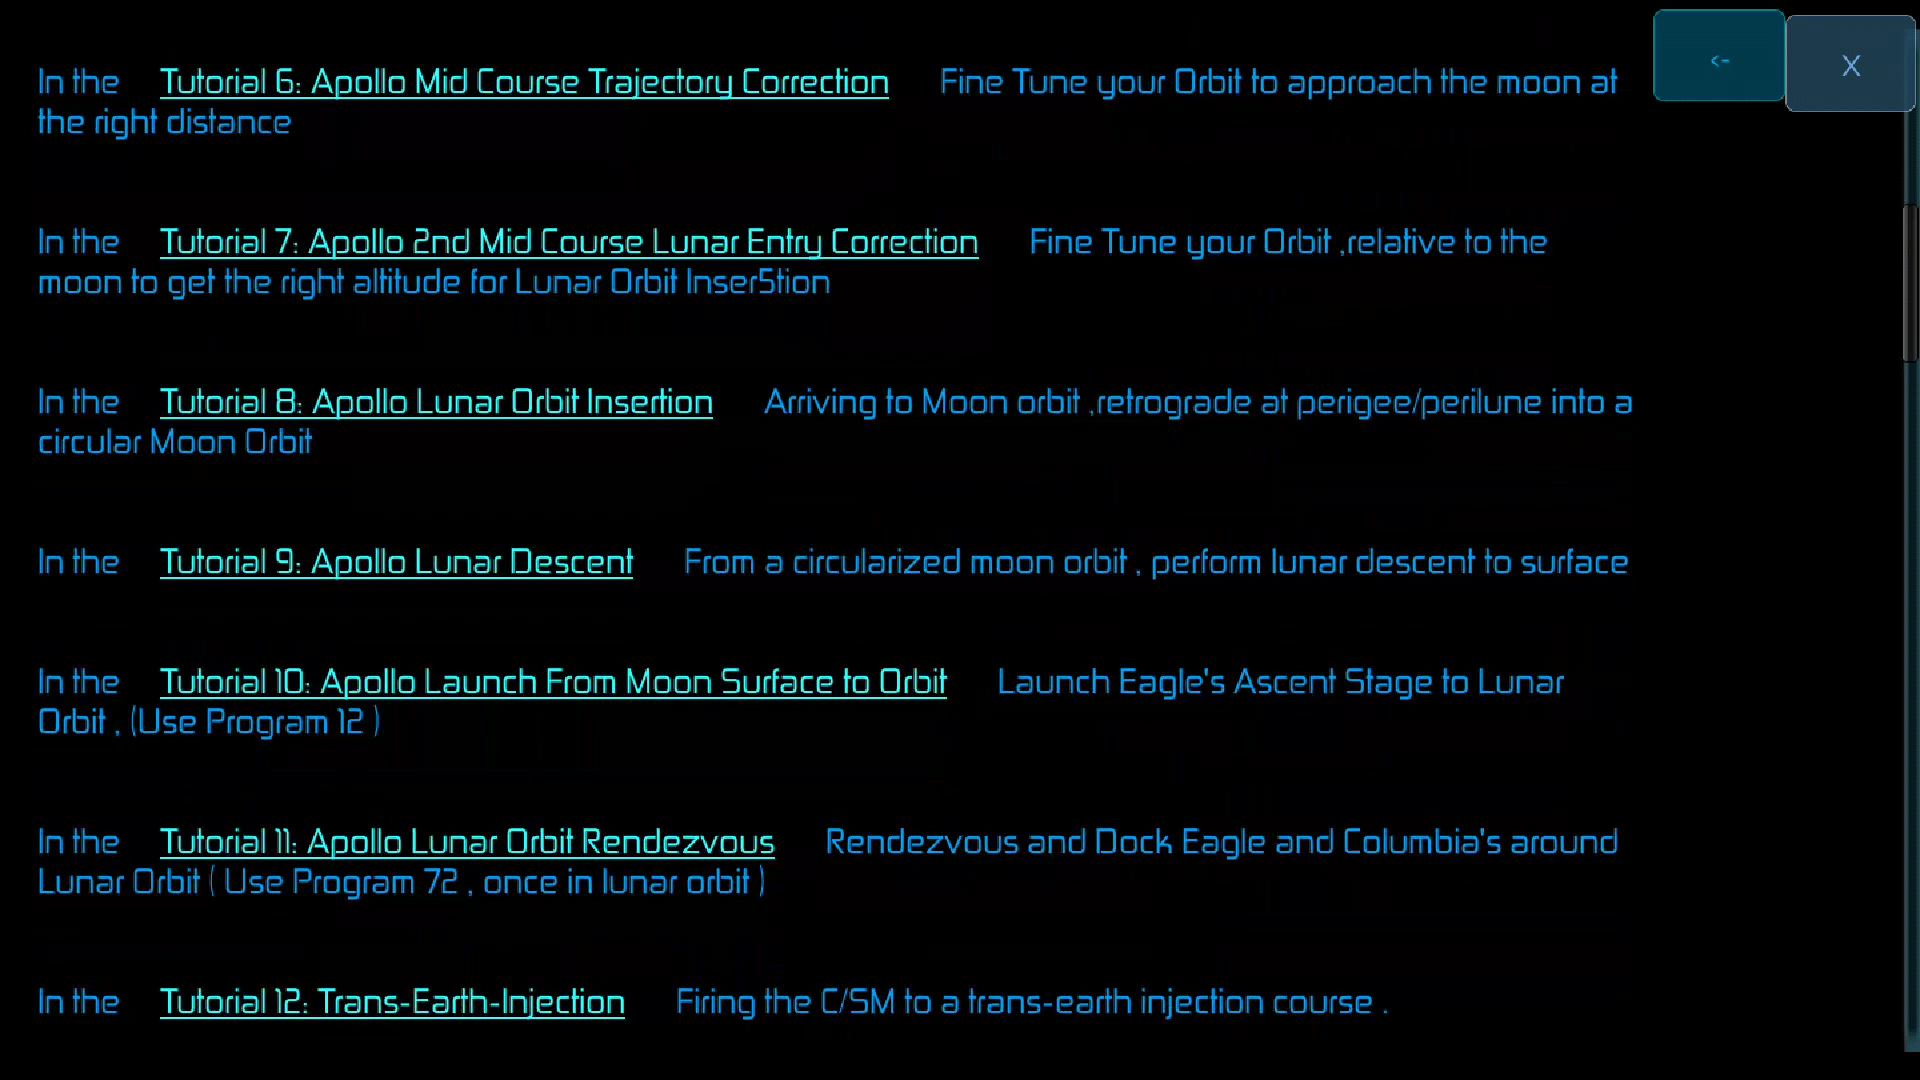 <-
X
In the Tutorial 6: Apollo Mid Course Trajectory Correction Fine Tune your Orbit to approach the moon at
the right distance
In the Tutorial 7: Apollo 2nd Mid Course Lunar Entry Correction Fine Tune your Orbit ,relative to the
moon to get the right altitude for Lunar Orbit Inser5tion
In the Tutorial 8: Apollo Lunar Orbit Insertion Arriving to Moon orbit ,retrograde at perigee/perilune into a
circular Moon Orbit
In the Tutorial 9: Apollo Lunar Descent From a circularized moon orbit , perform lunar descent to surface
In the Tutorial 10: Apollo Launch From Moon Surface to Orbit Launch Eagle's Ascent Stage to Lunar
Orbit , (Use Program 12 )
In the Tutorial 11: Apollo Lunar Orbit Rendezvous Rendezvous and Dock Eagle and Columbia's around
Lunar Orbit ( Use Program 72 , once in lunar orbit )
In the Tutorial 12: Trans-Earth-Injection Firing the C/SM to a trans-earth injection course .